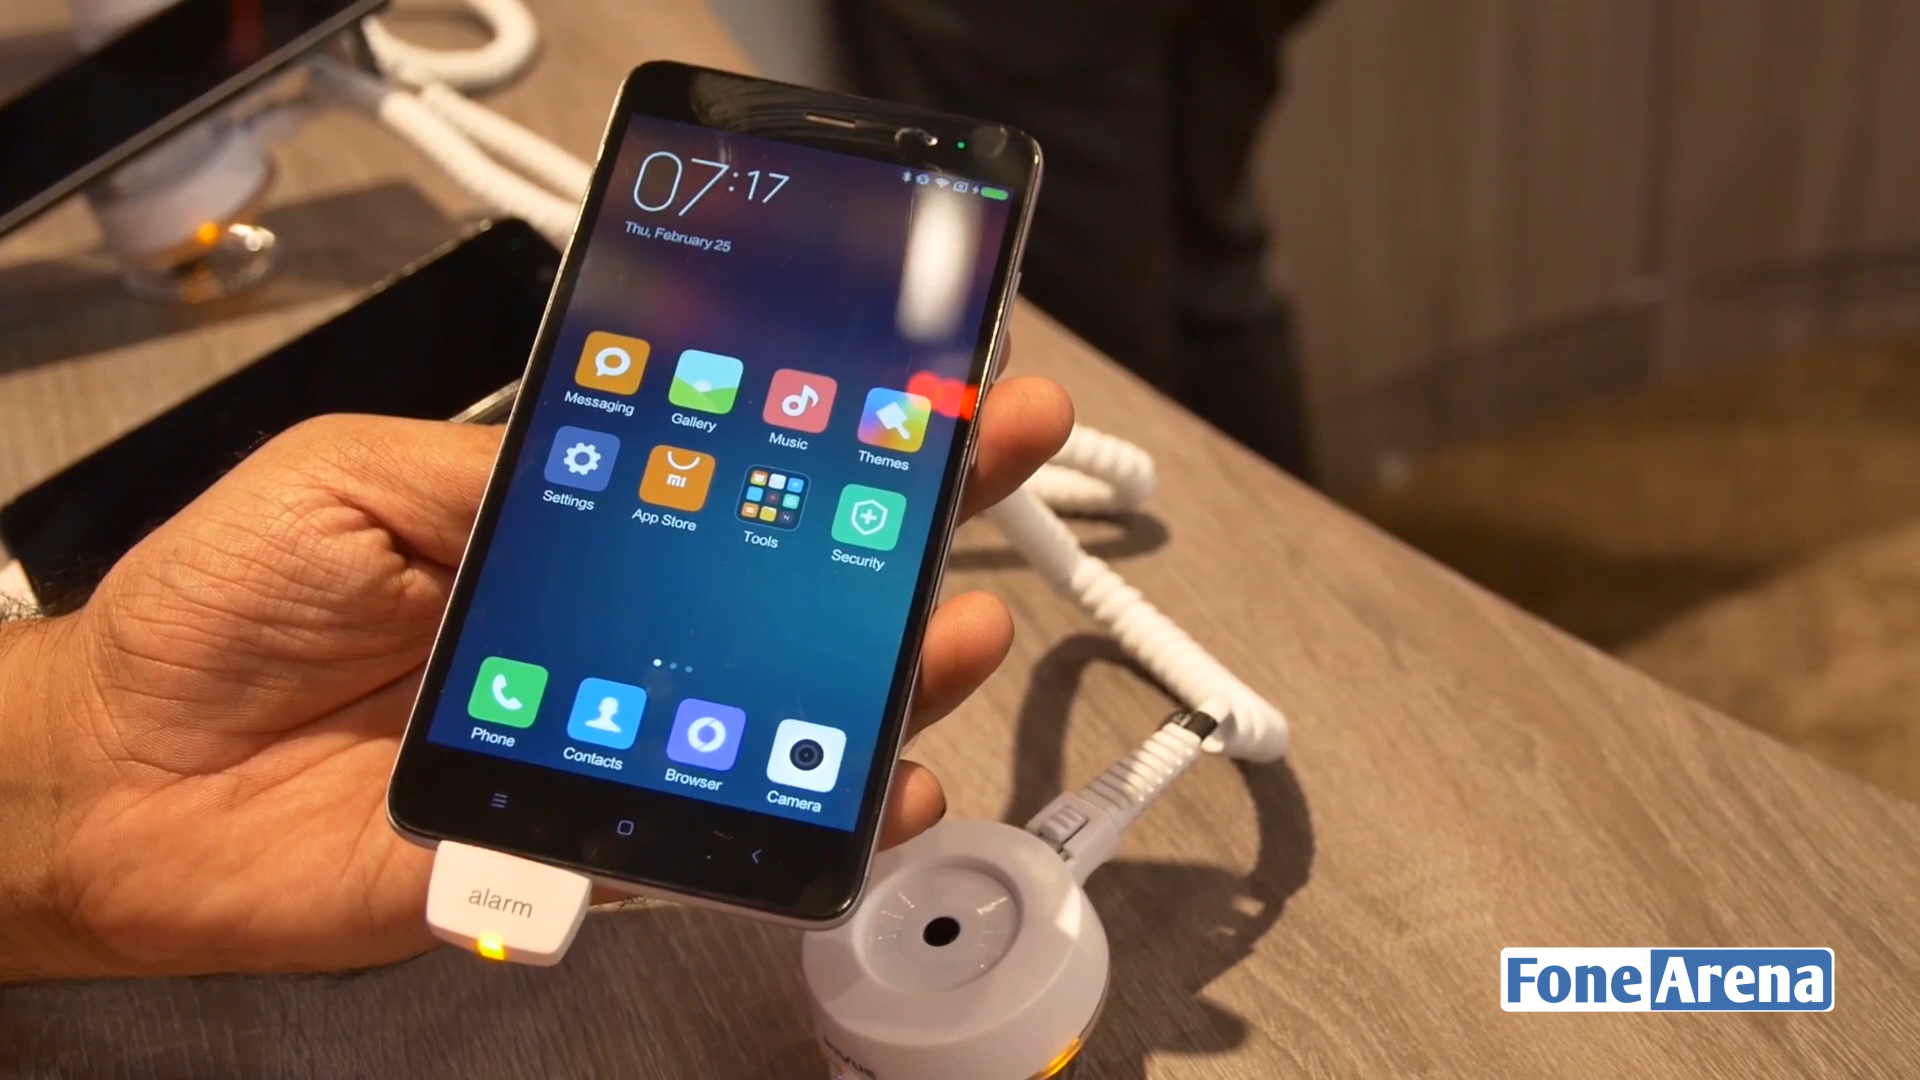 07:17
Thu, February 25
Messaging
Gallery
Music
Themes
Settings
mi
App Store
Tools
Security
Phone
Contacts
Browser
Camera
alarm
FoneArena